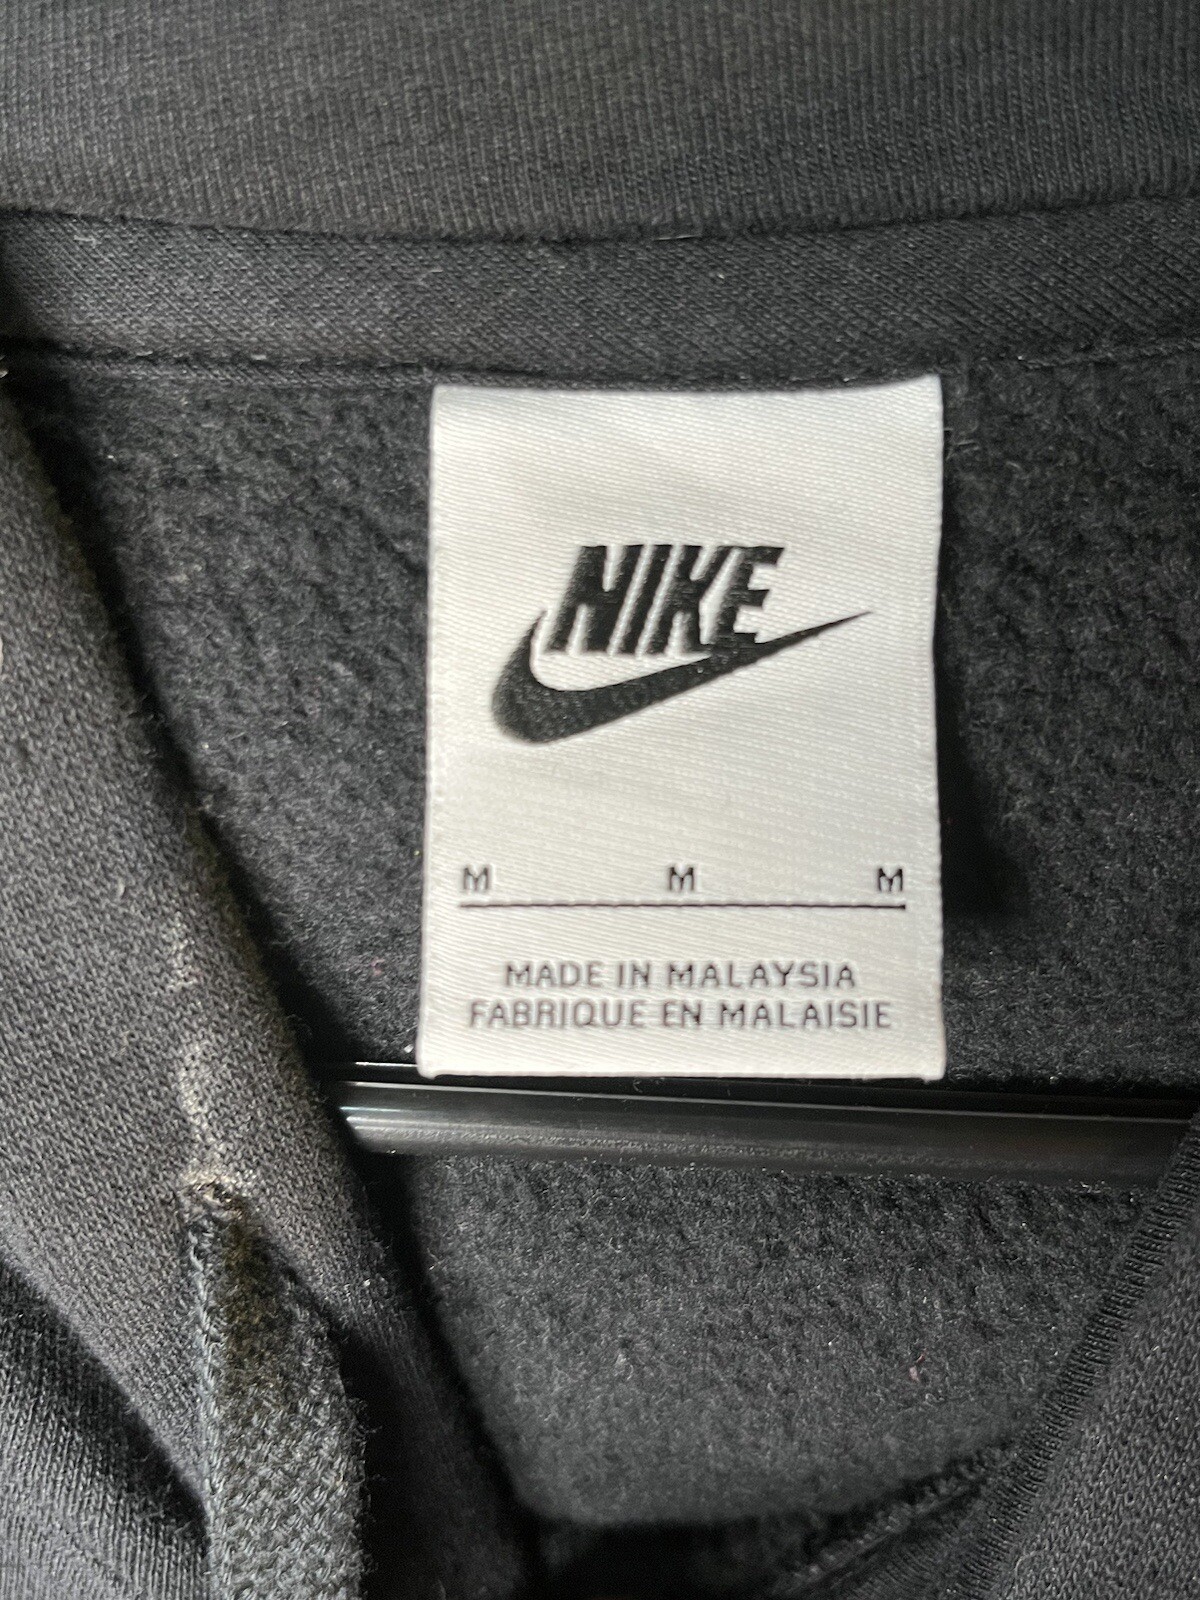 NIKE
M M M
MADE IN MALAYSIA
FABRIQUE EN MALAISIE